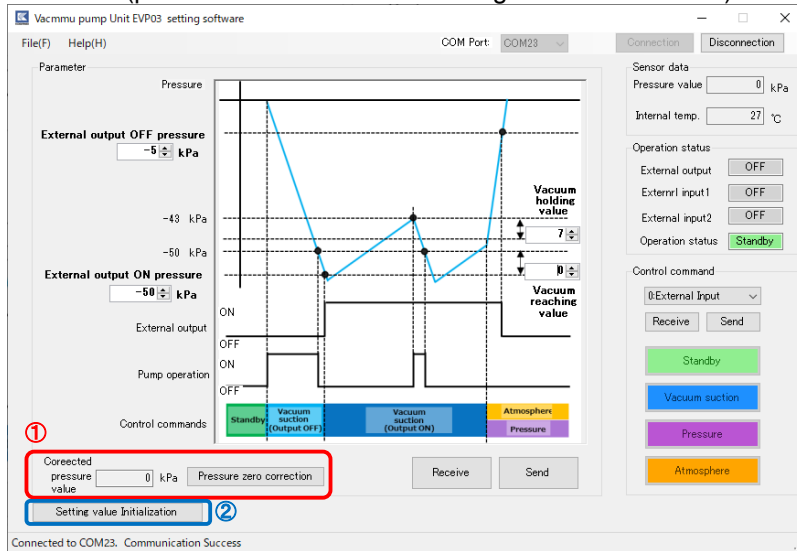 Vacmmu pump Unit EVP03 setting software
File(F) Help(H)
COM Port: COM23
Connection Disconnection
Parameter
Pressure
External output OFF pressure
-5 kPa
-43 kPa
-50 kPa
External output ON pressure
-50 kPa
Vacuum
holding
value
7
0
Vacuum
reaching
value
External output
ON
OFF
Pump operation
ON
OFF
Control commands
Standby
Vacuum
suction
(Output OFF)
Vacuum
suction
(Output ON)
Atmosphere
Pressure
①
Coreected
pressure
value
0 kPa
Pressure zero correction
Receive
Send
Setting value Initialization
②
Sensor data
Pressure value 0 kPa
Internal temp. 27 ℃
Operation status
External output OFF
Externrl input1 OFF
External input2 OFF
Operation status Standby
Control command
0:External Input
Receive Send
Standby
Vacuum suction
Pressure
Atmosphere
Connected to COM23. Communication Success